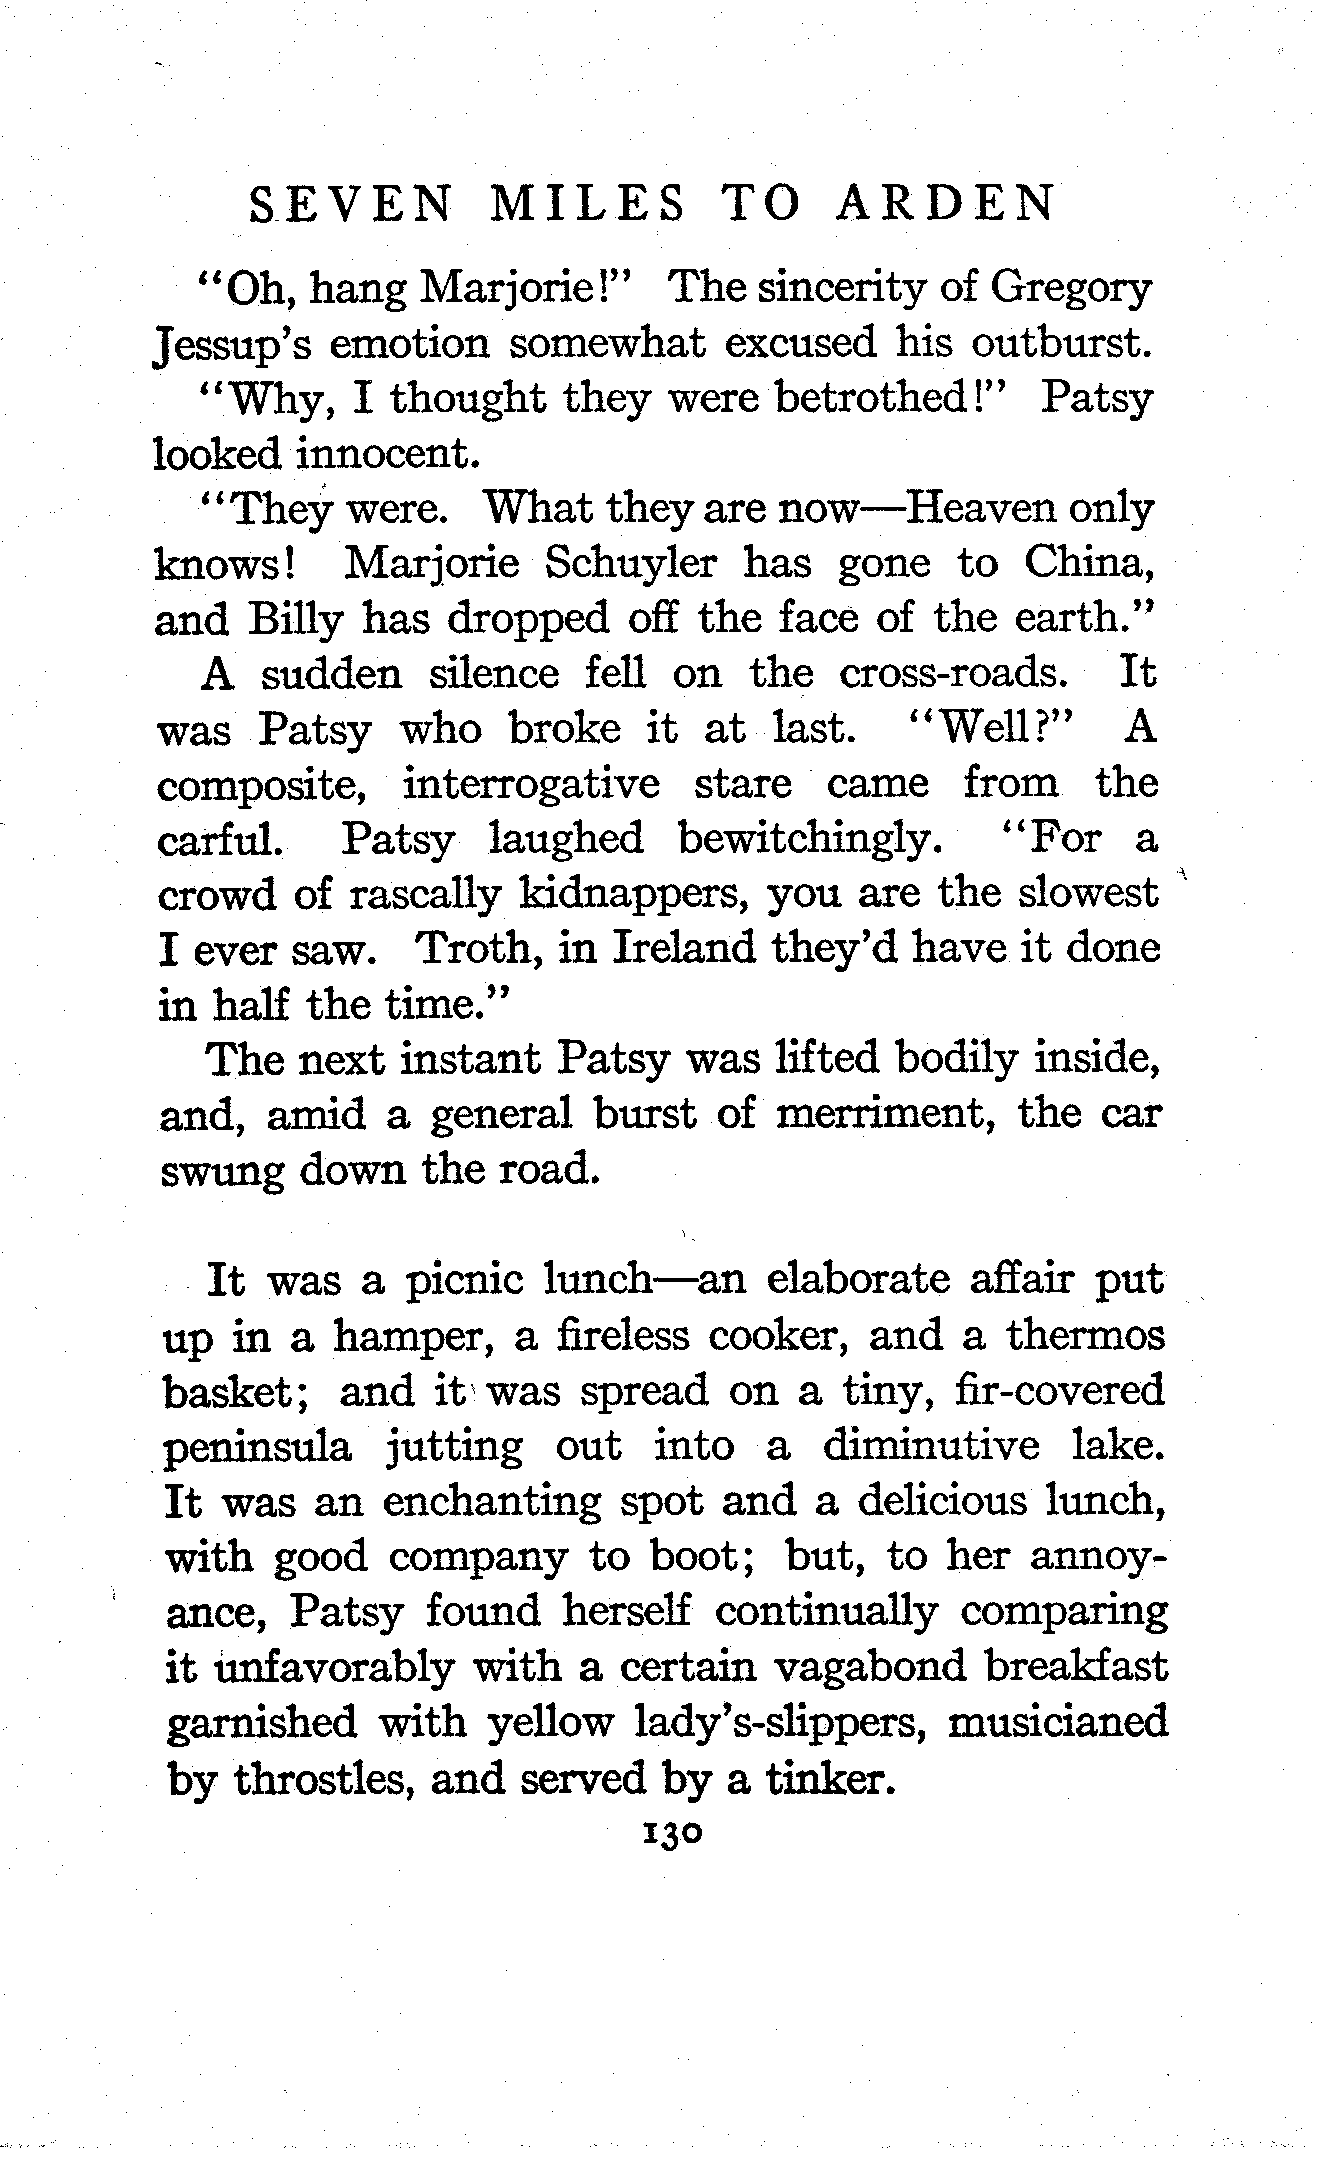 SEVEN MILES TO ARDEN
“Oh, hang Marjorie!” The sincerity of Gregory
Jessup’s emotion somewhat excused his outburst.
“Why, I thought they were betrothed!” Patsy
looked innocent.
“They were. What they are now—Heaven only
knows! Marjorie Schuyler has gone to China,
and Billy has dropped off the face of the earth.”
A sudden silence fell on the cross-roads. It
was Patsy who broke it at last. “Well?” A
composite, interrogative stare came from the
carful. Patsy laughed bewitchingly. “For a
crowd of rascally kidnappers, you are the slowest
I ever saw. Troth, in Ireland they’d have it done
in half the time.”
The next instant Patsy was lifted bodily inside,
and, amid a general burst of merriment, the car
swung down the road.
It was a picnic lunch—an elaborate affair put
up in a hamper, a fireless cooker, and a thermos
basket; and it was spread on a tiny, fir-covered
peninsula jutting out into a diminutive lake.
It was an enchanting spot and a delicious lunch,
with good company to boot; but, to her annoy-
ance, Patsy found herself continually comparing
it unfavorably with a certain vagabond breakfast
garnished with yellow lady’s-slippers, musicianed
by throstles, and served by a tinker.
130